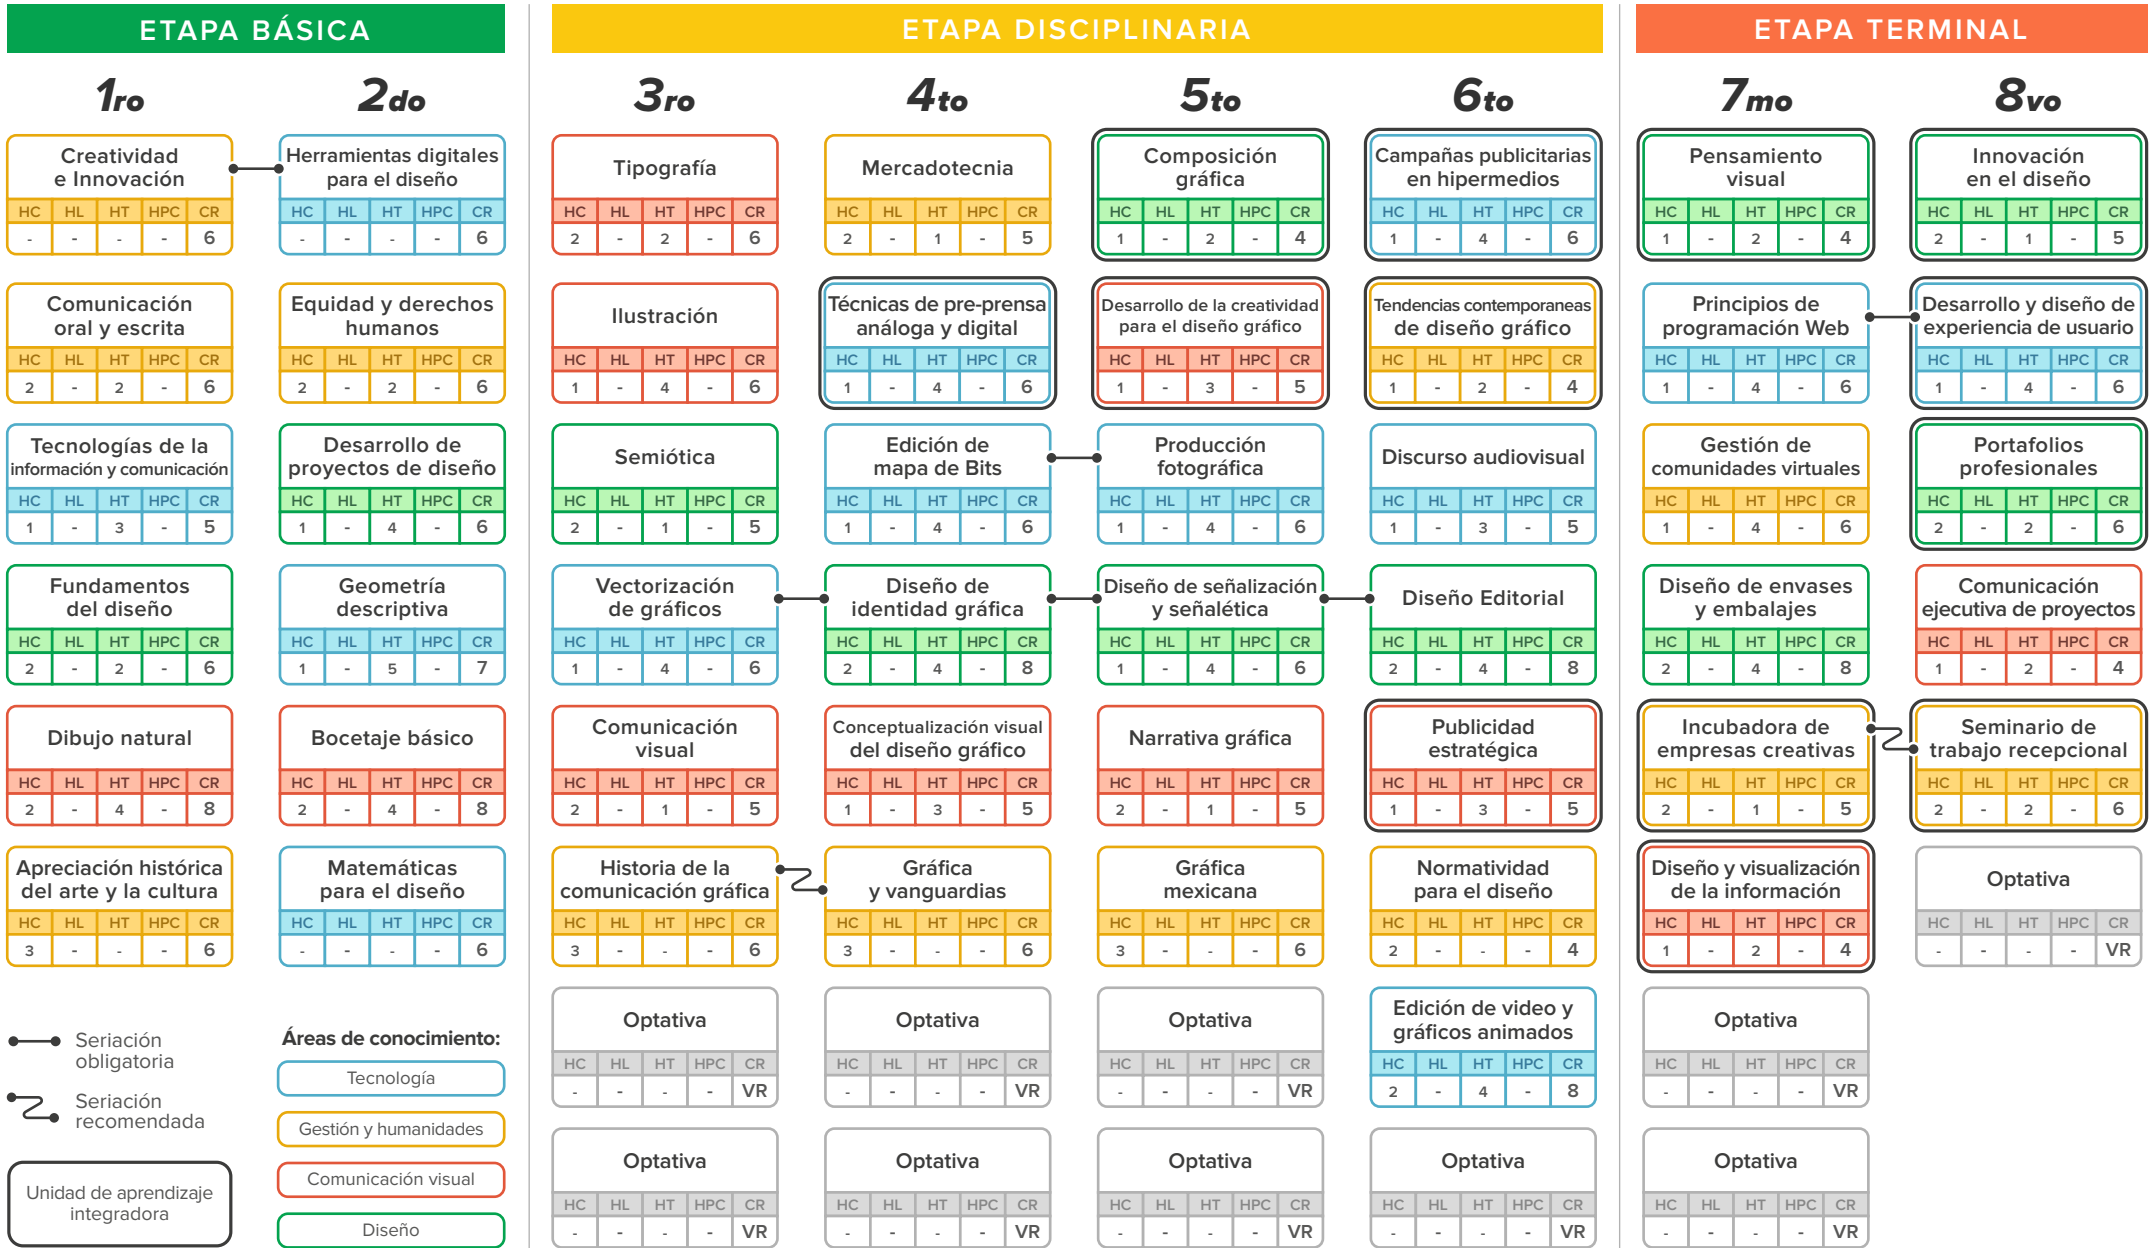 ETAPA BÁSICA
1ro
Creatividad
e Innovación
HC HL HT HPC CR
- - - - 6
Comunicación
oral y escrita
HC HL HT HPC CR
2 - 2 - 6
Tecnologías de la
información y comunicación
HC HL HT HPC CR
1 - 3 - 5
Fundamentos
del diseño
HC HL HT HPC CR
2 - 2 - 6
Dibujo natural
HC HL HT HPC CR
2 - 4 - 8
Apreciación histórica
del arte y la cultura
HC HL HT HPC CR
3 - - - 6
2do
Herramientas digitales
para el diseño
HC HL HT HPC CR
- - - - 6
Equidad y derechos
humanos
HC HL HT HPC CR
2 - 2 - 6
Desarrollo de
proyectos de diseño
HC HL HT HPC CR
1 - 4 - 6
Geometría
descriptiva
HC HL HT HPC CR
1 - 5 - 7
Bocetaje básico
HC HL HT HPC CR
2 - 4 - 8
Matemáticas
para el diseño
HC HL HT HPC CR
- - - - 6
ETAPA DISCIPLINARIA
3ro
Tipografía
HC HL HT HPC CR
2 - 2 - 6
Ilustración
HC HL HT HPC CR
1 - 4 - 6
Semiótica
HC HL HT HPC CR
2 - 1 - 5
Vectorización
de gráficos
HC HL HT HPC CR
1 - 4 - 6
Comunicación
visual
HC HL HT HPC CR
2 - 1 - 5
Historia de la
comunicación gráfica
HC HL HT HPC CR
3 - - - 6
Optativa
HC HL HT HPC CR
- - - - VR
Optativa
HC HL HT HPC CR
- - - - VR
4to
Mercadotecnia
HC HL HT HPC CR
2 - 1 - 5
Técnicas de pre-prensa
análoga y digital
HC HL HT HPC CR
1 - 4 - 6
Edición de
mapa de Bits
HC HL HT HPC CR
1 - 4 - 6
Diseño de
identidad gráfica
HC HL HT HPC CR
2 - 4 - 8
Conceptualización visual
del diseño gráfico
HC HL HT HPC CR
1 - 3 - 5
Gráfica
y vanguardias
HC HL HT HPC CR
3 - - - 6
Optativa
HC HL HT HPC CR
- - - - VR
Optativa
HC HL HT HPC CR
- - - - VR
5to
Composición
gráfica
HC HL HT HPC CR
1 - 2 - 4
Desarrollo de la creatividad
para el diseño gráfico
HC HL HT HPC CR
1 - 3 - 5
Producción
fotográfica
HC HL HT HPC CR
1 - 4 - 6
Diseño de señalización
y señalética
HC HL HT HPC CR
1 - 4 - 6
Narrativa gráfica
HC HL HT HPC CR
2 - 1 - 5
Gráfica
mexicana
HC HL HT HPC CR
3 - - - 6
Optativa
HC HL HT HPC CR
- - - - VR
Optativa
HC HL HT HPC CR
- - - - VR
6to
Campañas publicitarias
en hipermedios
HC HL HT HPC CR
1 - 4 - 6
Tendencias contemporaneas
de diseño gráfico
HC HL HT HPC CR
1 - 2 - 4
Discurso audiovisual
HC HL HT HPC CR
1 - 3 - 5
Diseño Editorial
HC HL HT HPC CR
2 - 4 - 8
Publicidad
estratégica
HC HL HT HPC CR
1 - 3 - 5
Normatividad
para el diseño
HC HL HT HPC CR
2 - - - 4
Edición de video y
gráficos animados
HC HL HT HPC CR
2 - 4 - 8
Optativa
HC HL HT HPC CR
- - - - VR
ETAPA TERMINAL
7mo
Pensamiento
visual
HC HL HT HPC CR
1 - 2 - 4
Principios de
programación Web
HC HL HT HPC CR
1 - 4 - 6
Gestión de
comunidades virtuales
HC HL HT HPC CR
1 - 4 - 6
Diseño de envases
y embalajes
HC HL HT HPC CR
2 - 4 - 8
Incubadora de
empresas creativas
HC HL HT HPC CR
2 - 1 - 5
Diseño y visualización
de la información
HC HL HT HPC CR
1 - 2 - 4
Optativa
HC HL HT HPC CR
- - - - VR
Optativa
HC HL HT HPC CR
- - - - VR
8vo
Innovación
en el diseño
HC HL HT HPC CR
2 - 1 - 5
Desarrollo y diseño de
experiencia de usuario
HC HL HT HPC CR
1 - 4 - 6
Portafolios
profesionales
HC HL HT HPC CR
2 - 2 - 6
Comunicación
ejecutiva de proyectos
HC HL HT HPC CR
1 - 2 - 4
Seminario de
trabajo recepcional
HC HL HT HPC CR
2 - 2 - 6
Optativa
HC HL HT HPC CR
- - - - VR
Seriación
obligatoria
Seriación
recomendada
Unidad de aprendizaje
integradora
Áreas de conocimiento:
Tecnología
Gestión y humanidades
Comunicación visual
Diseño